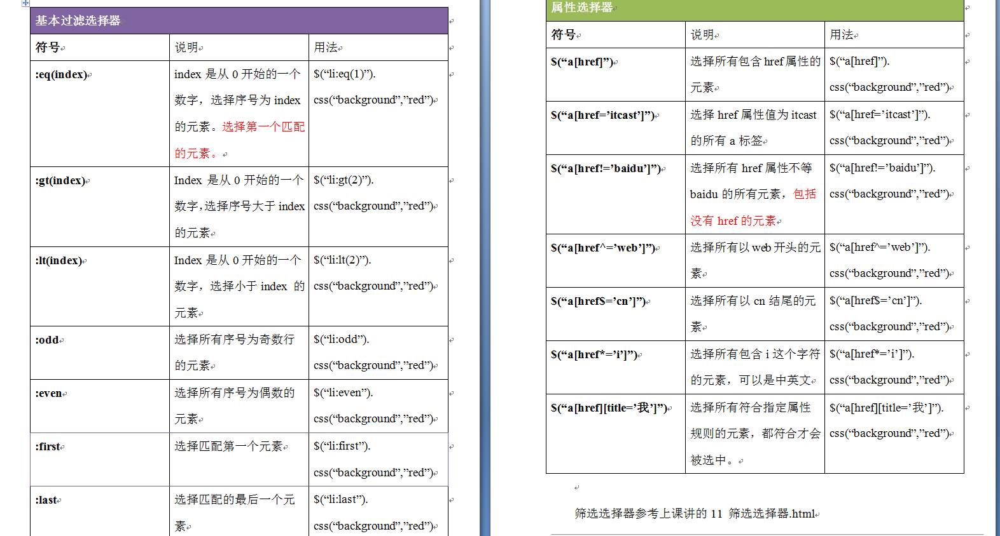 基本过滤选择器
符号 说明 用法
:eq(index) index 是从 0 开始的一个 $(“li:eq(1)”).
数字，选择序号为 index css(“background”,”red”)
的元素。选择第一个匹配
的元素。
:gt(index) Index 是从 0 开始的一个 $(“li:gt(2)”).
数字，选择序号大于 index css(“background”,”red”)
的元素
:lt(index) Index 是从 0 开始的一个 $(“li:lt(2)”).
数字，选择小于 index 的 css(“background”,”red”)
元素
:odd 选择所有序号为奇数行 $(“li:odd”).
的元素 css(“background”,”red”)
:even 选择所有序号为偶数的 $(“li:even”).
元素 css(“background”,”red”)
:first 选择匹配第一个元素 $(“li:first”).
css(“background”,”red”)
:last 选择匹配的最后一个元 $(“li:last”).
素 css(“background”,”red”)
属性选择器
符号 说明 用法
$(“a[href]”) 选择所有包含 href 属性的 $(“a[href]”).
元素 css(“background”,”red”)
$(“a[href=’itcast’]”) 选择 href 属性值为 itcast $(“a[href=’itcast’]”).
的所有 a 标签 css(“background”,”red”)
$(“a[href!=’baidu’]”) 选择所有 href 属性不等 $(“a[href!=’baidu’]”).
baidu 的所有元素，包括 css(“background”,”red”)
没有 href 的元素
$(“a[href^=’web’]”) 选择所有以 web 开头的元 $(“a[href^=’web’]”).
素 css(“background”,”red”)
$(“a[href$=’cn’]”) 选择所有以 cn 结尾的元 $(“a[href$=’cn’]”).
素 css(“background”,”red”)
$(“a[href*=’i’]”) 选择所有包含 i 这个字符 $(“a[href*=’i’]”).
的元素，可以是中英文 css(“background”,”red”)
$(“a[href][title=’我’]”) 选择所有符合指定属性 $(“a[href][title=’我’]”).
规则的元素，都符合才会 css(“background”,”red”)
被选中。
筛选选择器参考上课讲的 11 筛选选择器.html